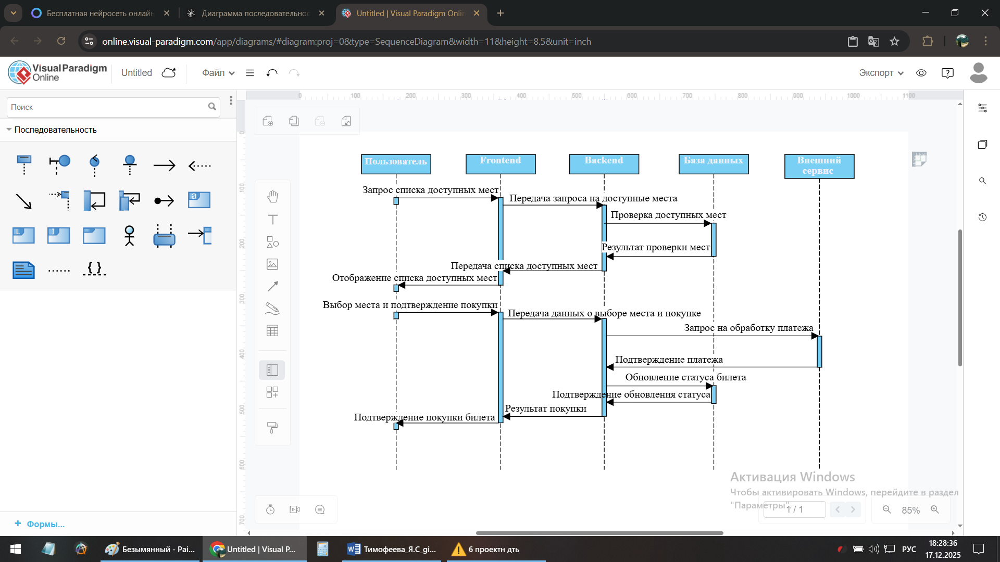 Бесплатная нейросеть онлайн
Диаграмма последовательнос
Untitled | Visual Paradigm Onlin
online.visual-paradigm.com/app/diagrams/#diagram:proj=0&type=SequenceDiagram&width=11&height=8.5&unit=inch
Visual Paradigm
Online
Untitled
Файл
Экспорт
Поиск
Последовательность
0 100 200 300 400 500 600 700 800 900 1000 1100
0
100
200
300
400
500
600
700
a
L
I
{ }
Пользователь
Frontend
Backend
База данных
Внешний
сервис
Запрос списка доступных мест
Передача запроса на доступные места
Проверка доступных мест
Результат проверки мест
Передача списка доступных мест
Отображение списка доступных мест
Выбор места и подтверждение покупки
Передача данных о выборе места и покупке
Запрос на обработку платежа
Подтверждение платежа
Обновление статуса билета
Подтверждение обновления статуса
Результат покупки
Подтверждение покупки билета
Активация Windows
Чтобы активировать Windows, перейдите в раздел
"Параметры".
1 / 1
85%
+ Формы...
Безымянный - Pai...
Untitled | Visual P...
Тимофеева_Я.С_gi...
6 проектн дть
РУС
18:28:36
17.12.2025